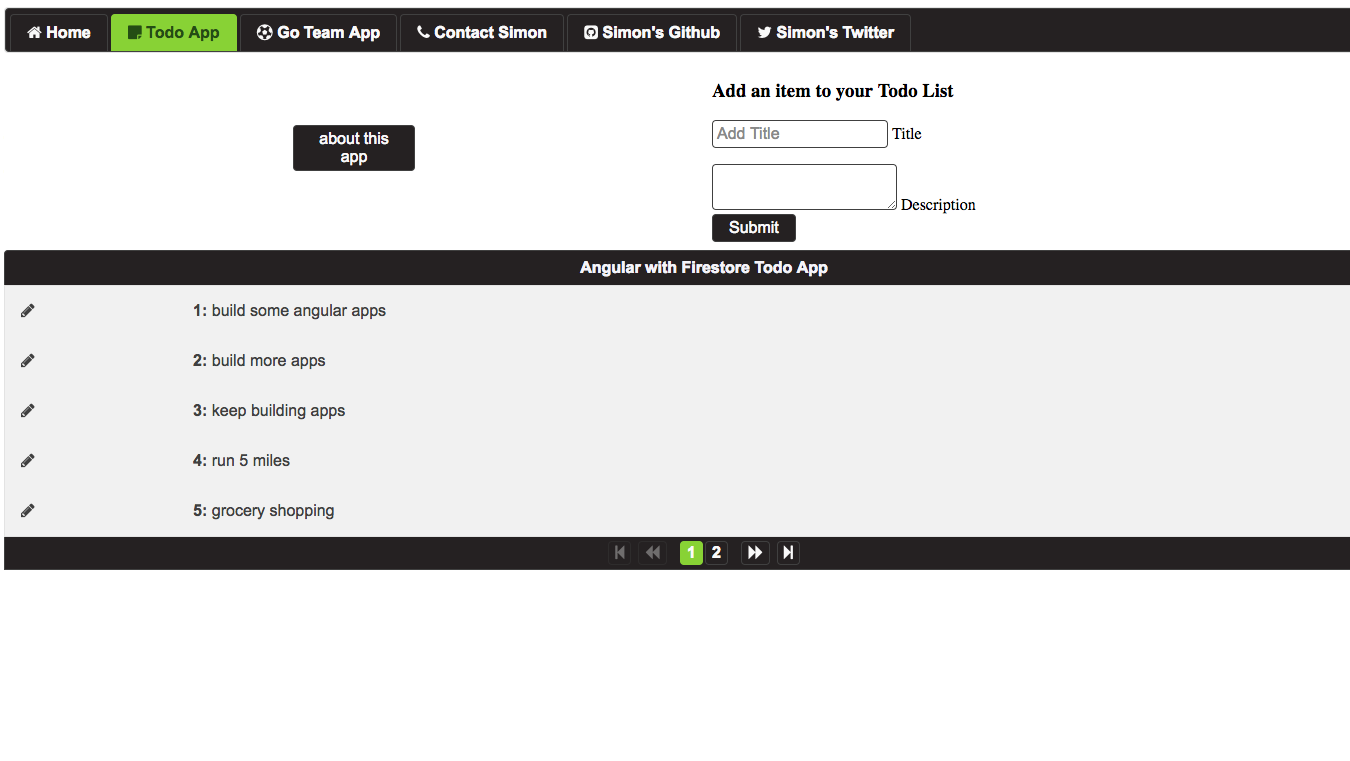 Home Todo App Go Team App Contact Simon Simon's Github Simon's Twitter
Add an item to your Todo List
about this
app
Add Title Title
Description
Submit
Angular with Firestore Todo App
1: build some angular apps
2: build more apps
3: keep building apps
4: run 5 miles
5: grocery shopping
1 2